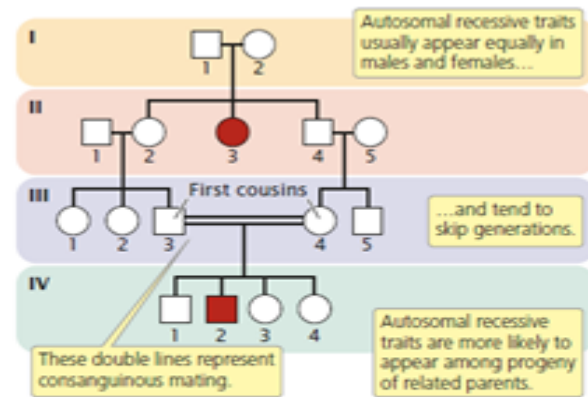 Autosomal recessive traits
usually appear equally in
males and females...
I
1 2
II
1 2 3 4 5
First cousins
III
1 2 3 4 5
...and tend to
skip generations.
IV
1 2 3 4
These double lines represent
consanguinous mating.
Autosomal recessive
traits are more likely to
appear among progeny
of related parents.